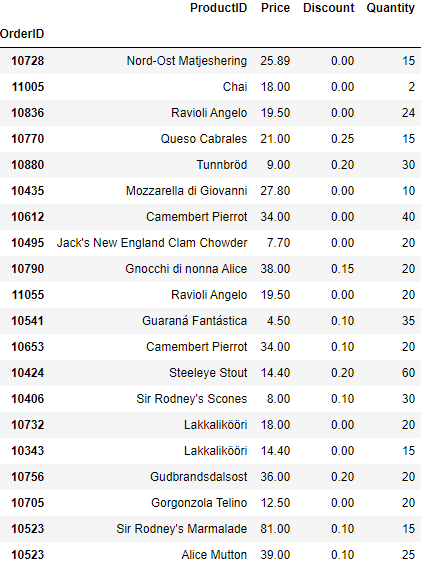 ProductID Price Discount Quantity
OrderID
10728 Nord-Ost Matjeshering 25.89 0.00 15
11005 Chai 18.00 0.00 2
10836 Ravioli Angelo 19.50 0.00 24
10770 Queso Cabrales 21.00 0.25 15
10880 Tunnbröd 9.00 0.20 30
10435 Mozzarella di Giovanni 27.80 0.00 10
10612 Camembert Pierrot 34.00 0.00 40
10495 Jack's New England Clam Chowder 7.70 0.00 20
10790 Gnocchi di nonna Alice 38.00 0.15 20
11055 Ravioli Angelo 19.50 0.00 20
10541 Guaraná Fantástica 4.50 0.10 35
10653 Camembert Pierrot 34.00 0.10 20
10424 Steeleye Stout 14.40 0.20 60
10406 Sir Rodney's Scones 8.00 0.10 30
10732 Lakkalikööri 18.00 0.00 20
10343 Lakkalikööri 14.40 0.00 15
10756 Gudbrandsdalsost 36.00 0.20 20
10705 Gorgonzola Telino 12.50 0.00 20
10523 Sir Rodney's Marmalade 81.00 0.10 15
10523 Alice Mutton 39.00 0.10 25